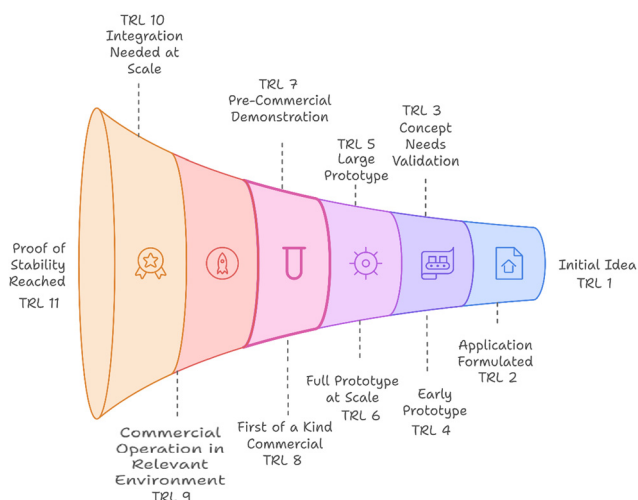 TRL 10
Integration
Needed at
Scale
TRL 7
Pre-Commercial
Demonstration
TRL 5
Large
Prototype
TRL 3
Concept
Needs
Validation
Proof of
Stability
Reached
TRL 11
Initial Idea
TRL 1
Commercial
Operation in
Relevant
Environment
TRL 9
First of a Kind
Commercial
TRL 8
Full Prototype
at Scale
TRL 6
Early
Prototype
TRL 4
Application
Formulated
TRL 2